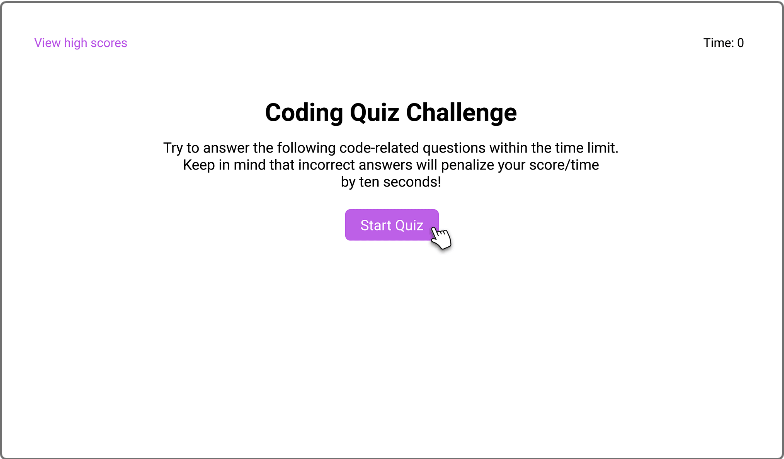 View high scores
Time: 0
Coding Quiz Challenge
Try to answer the following code-related questions within the time limit.
Keep in mind that incorrect answers will penalize your score/time
by ten seconds!
Start Quiz